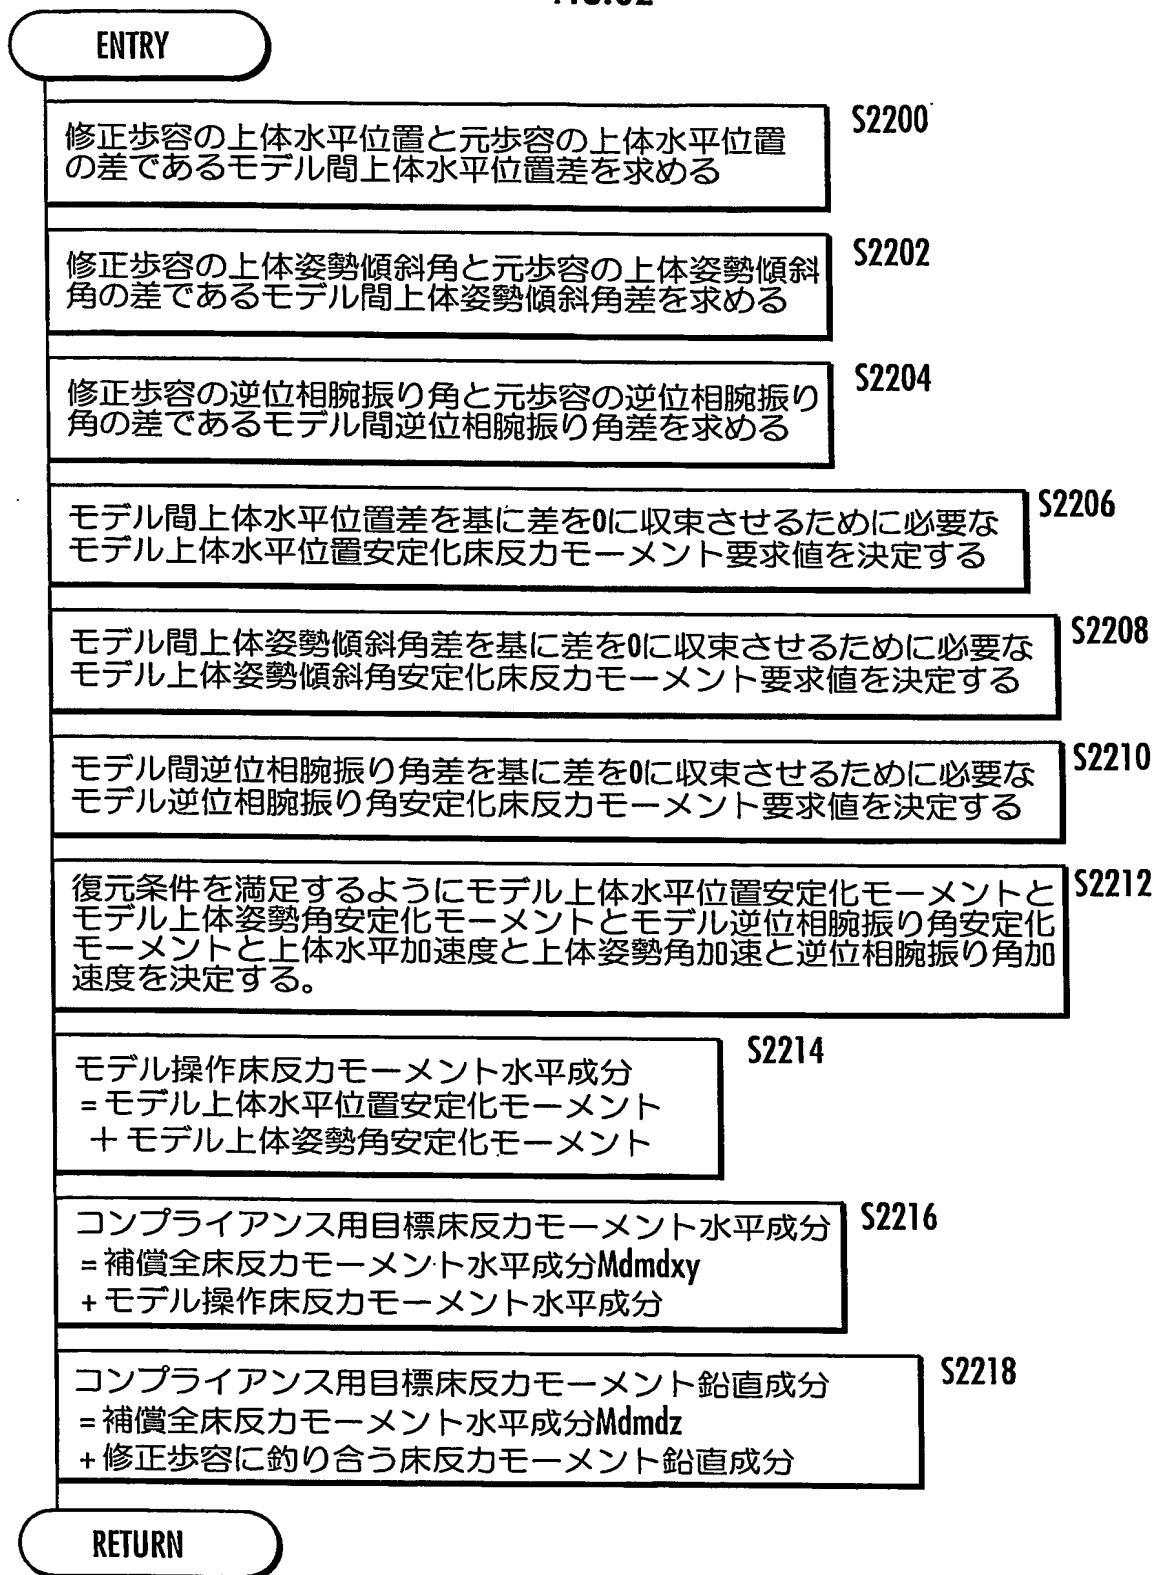 ENTRY
修正歩容の上体水平位置と元歩容の上体水平位置
の差であるモデル間上体水平位置差を求める
S2200
修正歩容の上体姿勢傾斜角と元歩容の上体姿勢傾斜
角の差であるモデル間上体姿勢傾斜角差を求める
S2202
修正歩容の逆位相腕振り角と元歩容の逆位相腕振り
角の差であるモデル間逆位相腕振り角差を求める
S2204
モデル間上体水平位置差を基に差を0に収束させるために必要な
モデル上体水平位置安定化床反力モーメント要求値を決定する
S2206
モデル間上体姿勢傾斜角差を基に差を0に収束させるために必要な
モデル上体姿勢傾斜角安定化床反力モーメント要求値を決定する
S2208
モデル間逆位相腕振り角差を基に差を0に収束させるために必要な
モデル逆位相腕振り角安定化床反力モーメント要求値を決定する
S2210
復元条件を満足するようにモデル上体水平位置安定化モーメントと
モデル上体姿勢角安定化モーメントとモデル逆位相腕振り角安定化
モーメントと上体水平加速度と上体姿勢角加速と逆位相腕振り角加
速度を決定する。
S2212
モデル操作床反力モーメント水平成分
=モデル上体水平位置安定化モーメント
+モデル上体姿勢角安定化モーメント
S2214
コンプライアンス用目標床反力モーメント水平成分
=補償全床反力モーメント水平成分Mdmdxy
+モデル操作床反力モーメント水平成分
S2216
コンプライアンス用目標床反力モーメント鉛直成分
=補償全床反力モーメント水平成分Mdmdz
+修正歩容に釣り合う床反力モーメント鉛直成分
S2218
RETURN